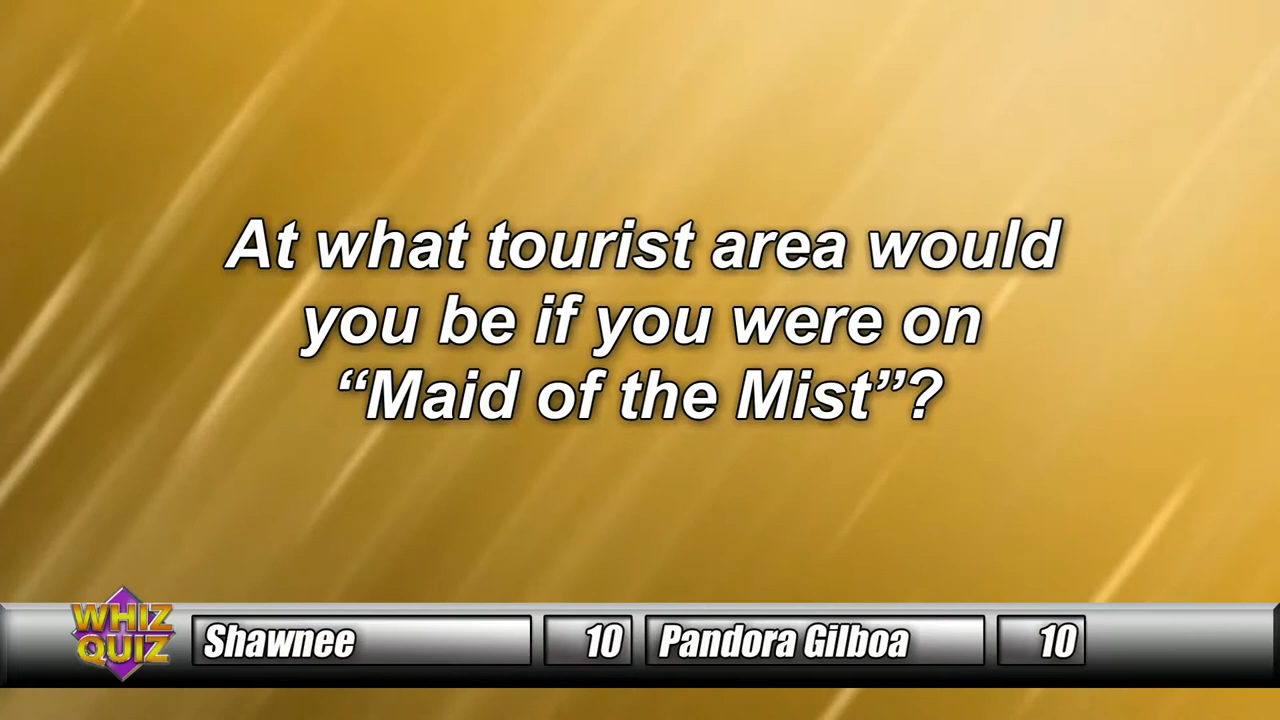 At what tourist area would
you be if you were on
“Maid of the Mist”?
WHIZ
QUIZ
Shawnee 10 Pandora Gilboa 10